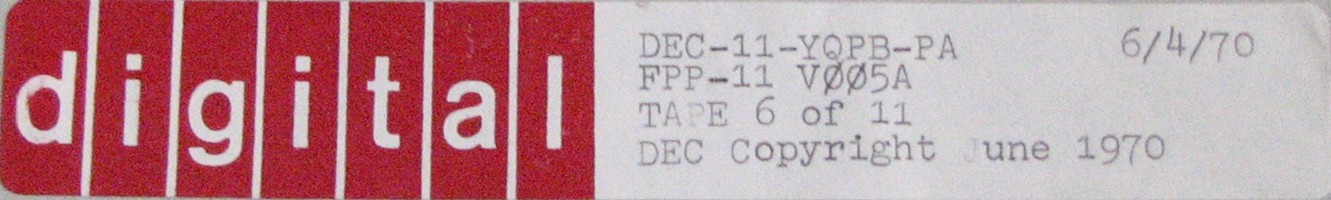 digital
DEC-11-YQPB-PA 6/4/70
FPP-11 VØØ5A
TAPE 6 of 11
DEC Copyright June 1970